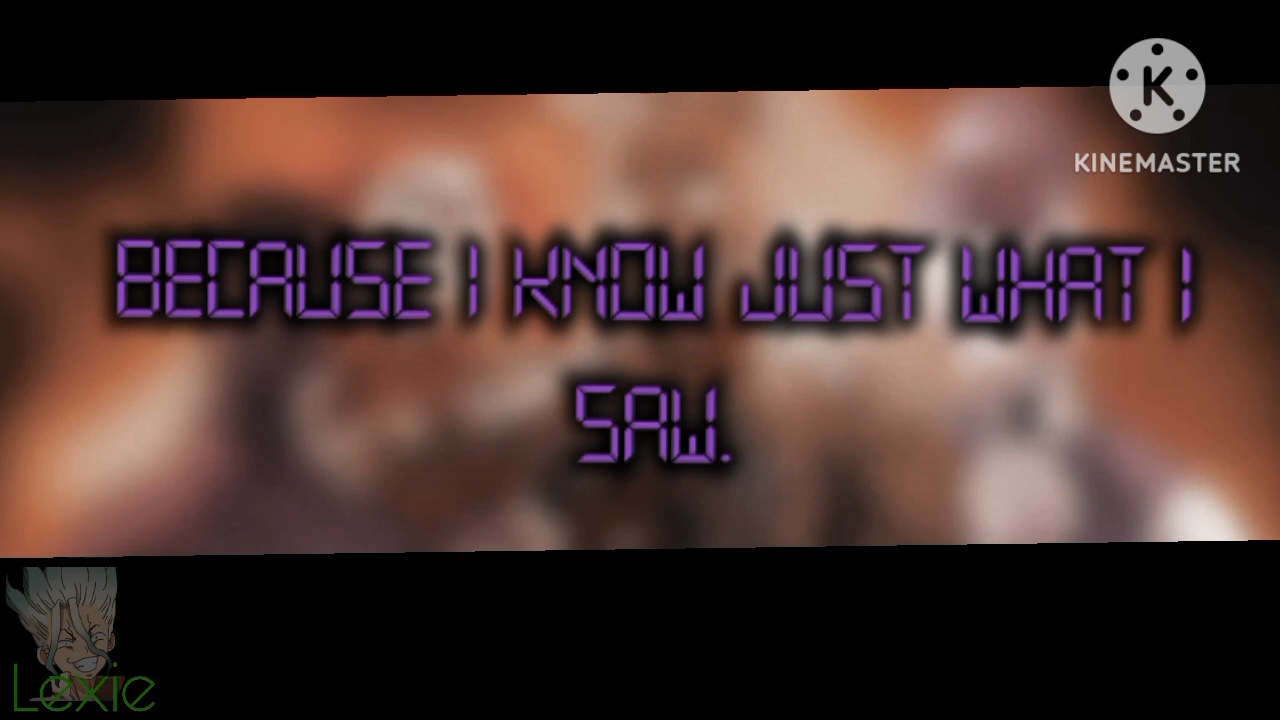 K
KINEMASTER
BECAUSE I KNOW JUST WHAT I
SAW.
Lexie